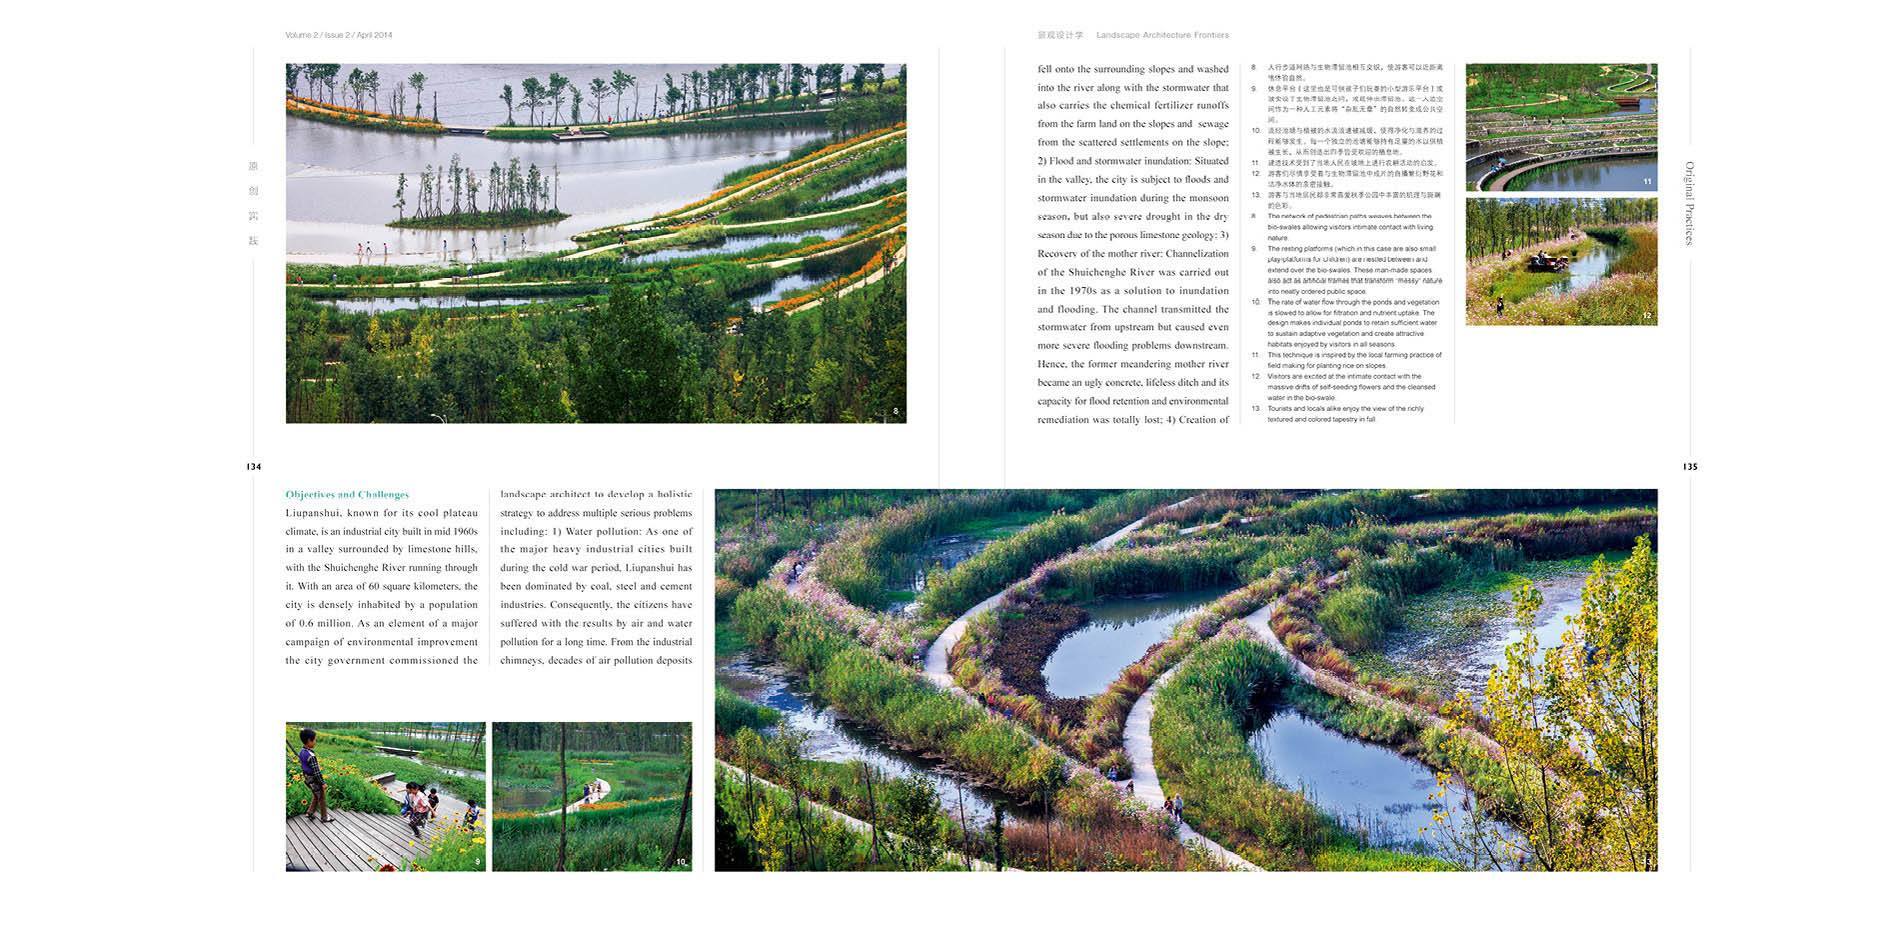 Volume 2 / Issue 2 / April 2014
原创实践
8
134
Objectives and Challenges
Liupanshui, known for its cool plateau
climate, is an industrial city built in mid 1960s
in a valley surrounded by limestone hills,
with the Shuichenghe River running through
it. With an area of 60 square kilometers, the
city is densely inhabited by a population
of 0.6 million. As an element of a major
campaign of environmental improvement
the city government commissioned the
landscape architect to develop a holistic
strategy to address multiple serious problems
including: 1) Water pollution: As one of
the major heavy industrial cities built
during the cold war period, Liupanshui has
been dominated by coal, steel and cement
industries. Consequently, the citizens have
suffered with the results by air and water
pollution for a long time. From the industrial
chimneys, decades of air pollution deposits
9
10
景观设计学 Landscape Architecture Frontiers
fell onto the surrounding slopes and washed
into the river along with the stormwater that
also carries the chemical fertilizer runoffs
from the farm land on the slopes and sewage
from the scattered settlements on the slope;
2) Flood and stormwater inundation: Situated
in the valley, the city is subject to floods and
stormwater inundation during the monsoon
season, but also severe drought in the dry
season due to the porous limestone geology; 3)
Recovery of the mother river: Channelization
of the Shuichenghe River was carried out
in the 1970s as a solution to inundation
and flooding. The channel transmitted the
stormwater from upstream but caused even
more severe flooding problems downstream.
Hence, the former meandering mother river
became an ugly concrete, lifeless ditch and its
capacity for flood retention and environmental
remediation was totally lost; 4) Creation of
8. 人行步道网络与生物滞留池相互交织，使游客可以近距离
地体验自然。
9. 休息平台（这里也是可供孩子们玩耍的小型游乐平台）或
间作为一种人工元素将“杂乱无章”的自然转变成公共空
间。
10. 流经池塘与植被的水流流速被减缓，使得净化与滋养的过
程能够发生。每一个独立的池塘能够持有足量的水以供植
被生长，从而创造出四季皆受欢迎的栖息地。
11. 建造技术受到了当地人民在坡地上进行农耕活动的启发。
12. 游客们尽情享受着与生物滞留池中成片的自播繁衍野花和
洁净水体的亲密接触。
13. 游客与当地居民都非常喜爱秋季公园中丰富的肌理与斑斓
的色彩。
8. The network of pedestrian paths weaves between the
bio-swales allowing visitors intimate contact with living
nature.
9. The resting platforms (which in this case are also small
play-platforms for children) are nestled between and
extend over the bio-swales. These man-made spaces
also act as artificial frames that transform "messy" nature
into neatly ordered public space.
10. The rate of water flow through the ponds and vegetation
is slowed to allow for filtration and nutrient uptake. The
design makes individual ponds to retain sufficient water
to sustain adaptive vegetation and create attractive
habitats enjoyed by visitors in all seasons.
11. This technique is inspired by the local farming practice of
field making for planting rice on slopes.
12. Visitors are excited at the intimate contact with the
massive drifts of self-seeding flowers and the cleansed
water in the bio-swale.
13. Tourists and locals alike enjoy the view of the richly
textured and colored tapestry in fall.
11
12
Original Practices
135
13